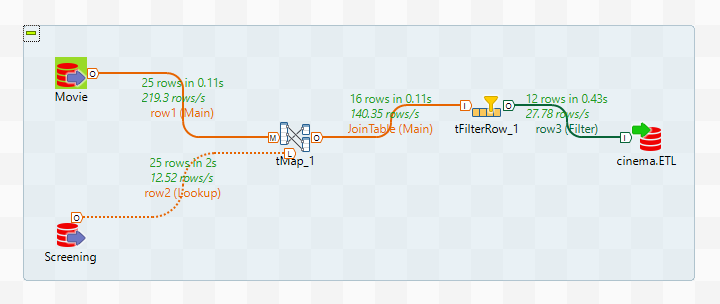 25 rows in 0.11s
219.3 rows/s
row1 (Main)
Movie
O
25 rows in 2s
12.52 rows/s
row2 (Lookup)
O
Screening
M
O
L
tMap_1
16 rows in 0.11s
140.35 rows/s
JoinTable (Main)
I
O
tFilterRow_1
12 rows in 0.43s
27.78 rows/s
row3 (Filter)
I
cinema.ETL